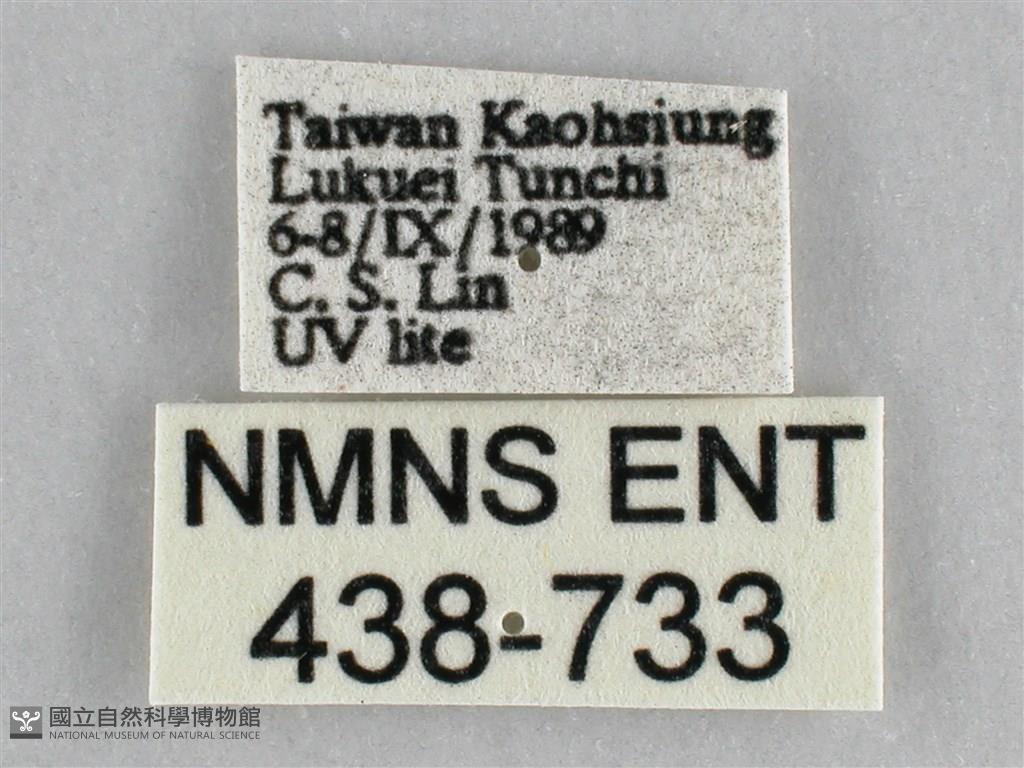 Taiwan Kaohsiung
Lukuei Tunchi
6-8/IX/1989
C. S. Lin
UV lite
NMNS ENT
438-733
國立自然科學博物館
NATIONAL MUSEUM OF NATURAL SCIENCE